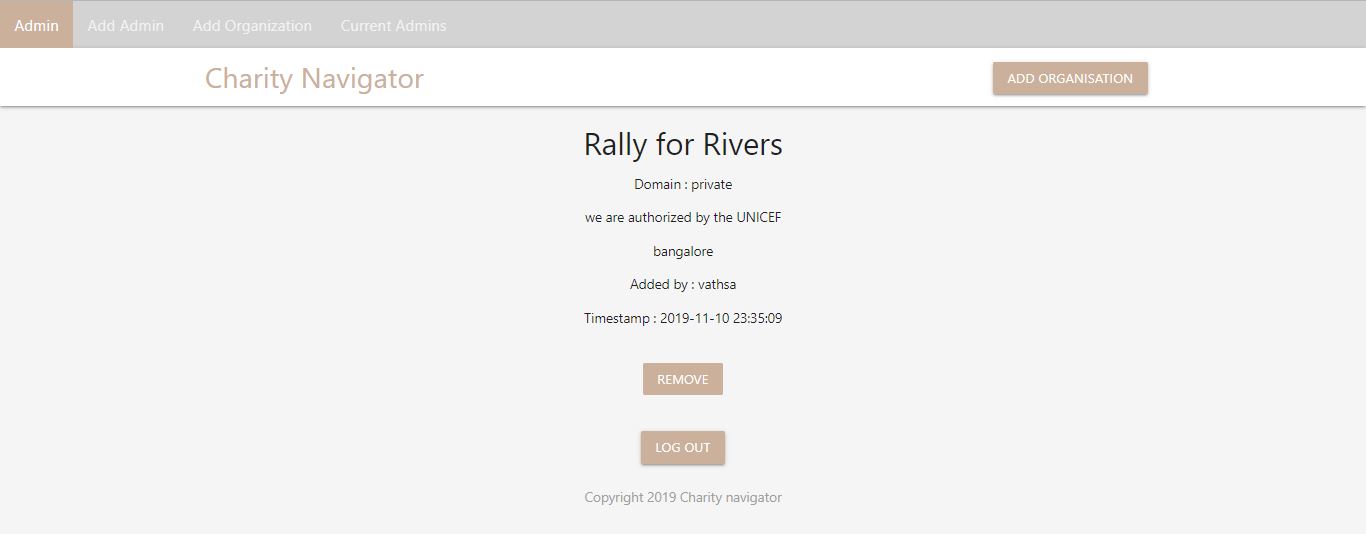 Admin Add Admin Add Organization Current Admins
Charity Navigator ADD ORGANISATION
Rally for Rivers
Domain : private
we are authorized by the UNICEF
bangalore
Added by : vathsa
Timestamp : 2019-11-10 23:35:09
REMOVE
LOG OUT
Copyright 2019 Charity navigator